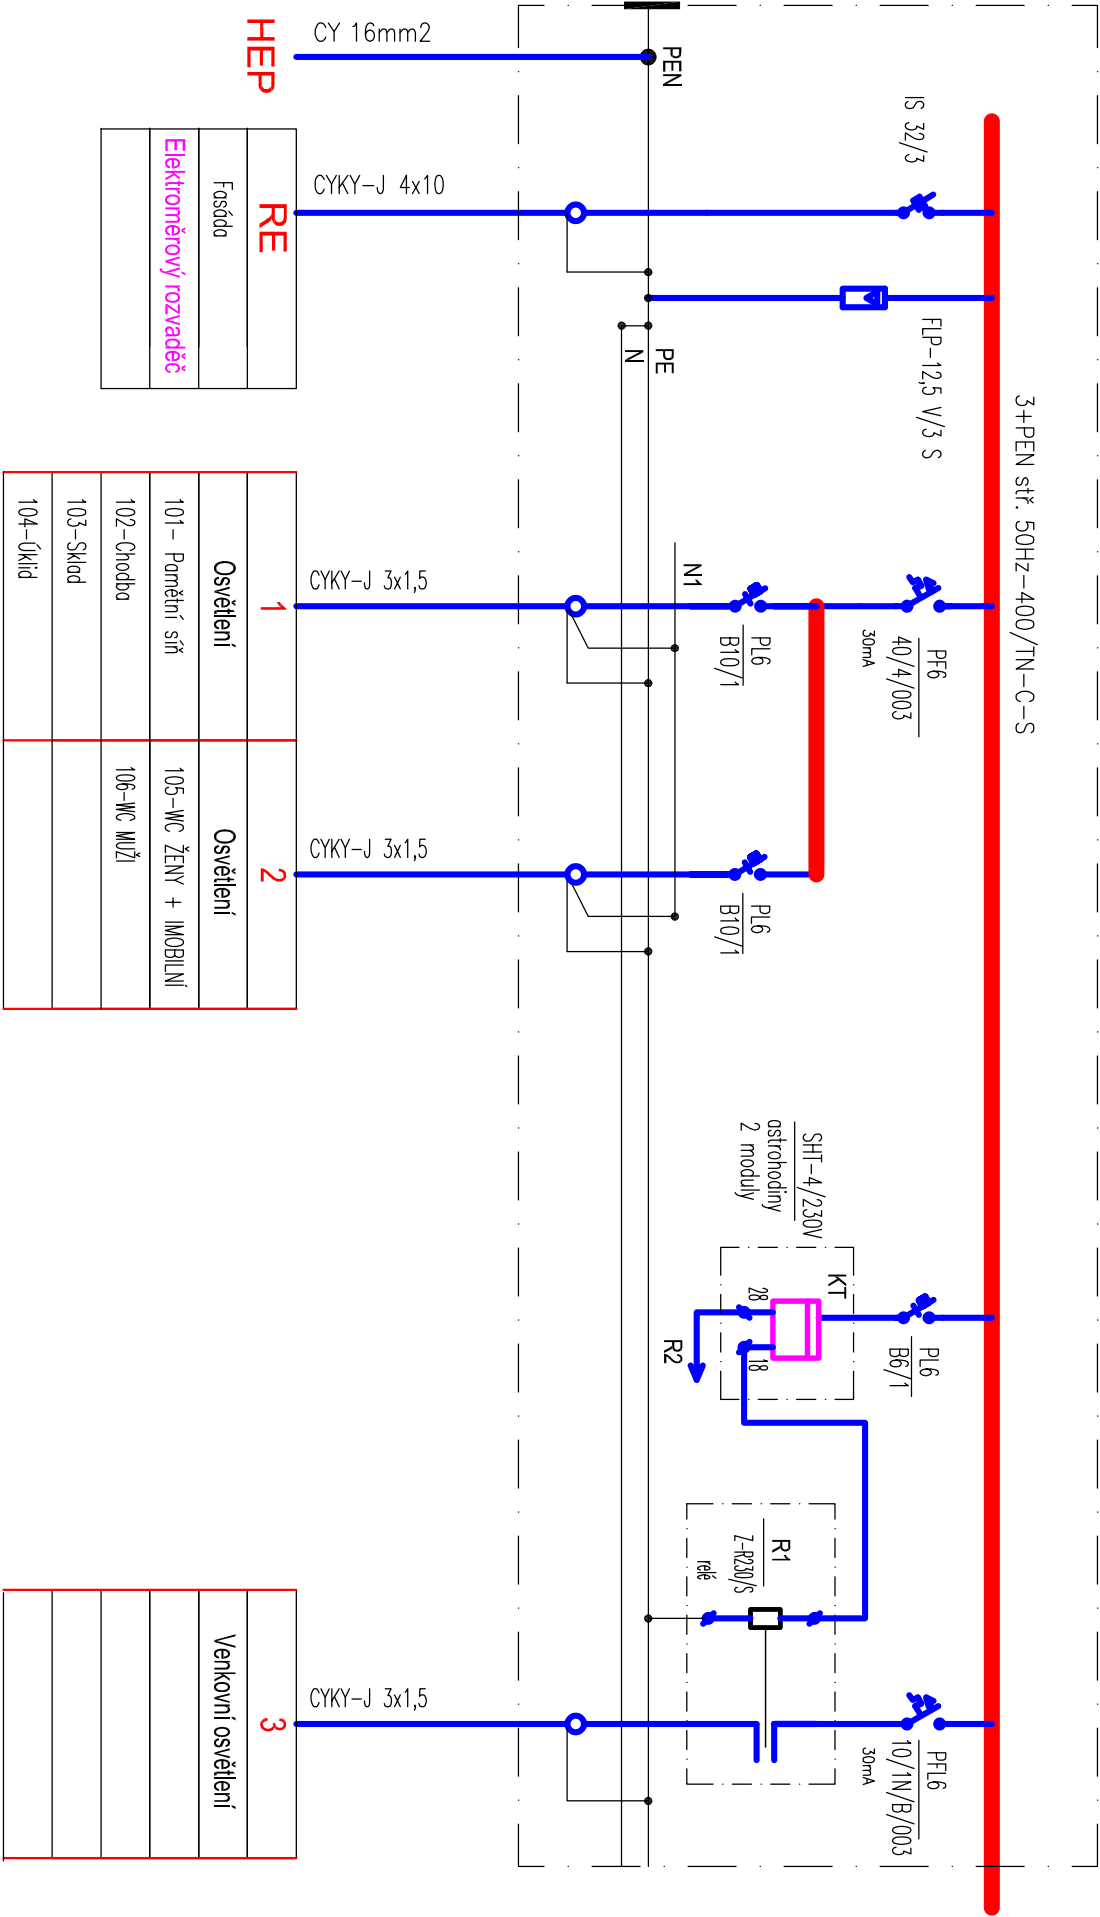 3+PEN stř. 50Hz-400/TN-C-S
IS 32/3
FLP-12,5 V/3 S
PF6
40/4/003
30mA
PL6
B10/1
PL6
B10/1
PL6
B6/1
PFL6
10/1N/B/003
30mA
SHT-4/230V
astrohodiny
2 moduly
KT
28
18
R2
R1
Z-R230/S
relé
PEN
PE
N
N1
CY 16mm2
HEP
CYKY-J 4x10
RE
Fasáda
Elektroměrový rozvaděč
CYKY-J 3x1,5
1
Osvětlení
101- Pamětní síň
102-Chodba
103-Sklad
104-Úklid
CYKY-J 3x1,5
2
Osvětlení
105-WC ŽENY + IMOBILNÍ
106-WC MUŽI
CYKY-J 3x1,5
3
Venkovní osvětlení